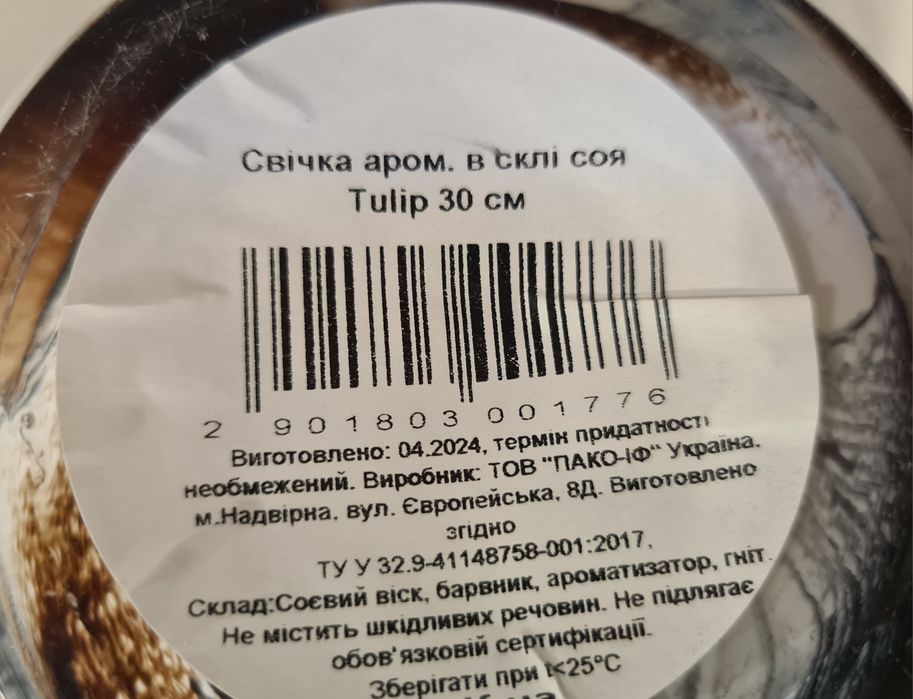 Свічка аром. в склі соя
Tulip 30 см
2 901803 001776
Виготовлено: 04.2024, термін придатності
необмежений. Виробник: ТОВ "ПАКО-ІФ" Україна.
м.Надвірна, вул. Європейська, 8Д. Виготовлено
згідно
ТУ У 32.9-41148758-001:2017,
Склад:Соєвий віск, барвник, ароматизатор, гніт.
Не містить шкідливих речовин. Не підлягає
обов'язковій сертифікації.
Зберігати при t<25°C